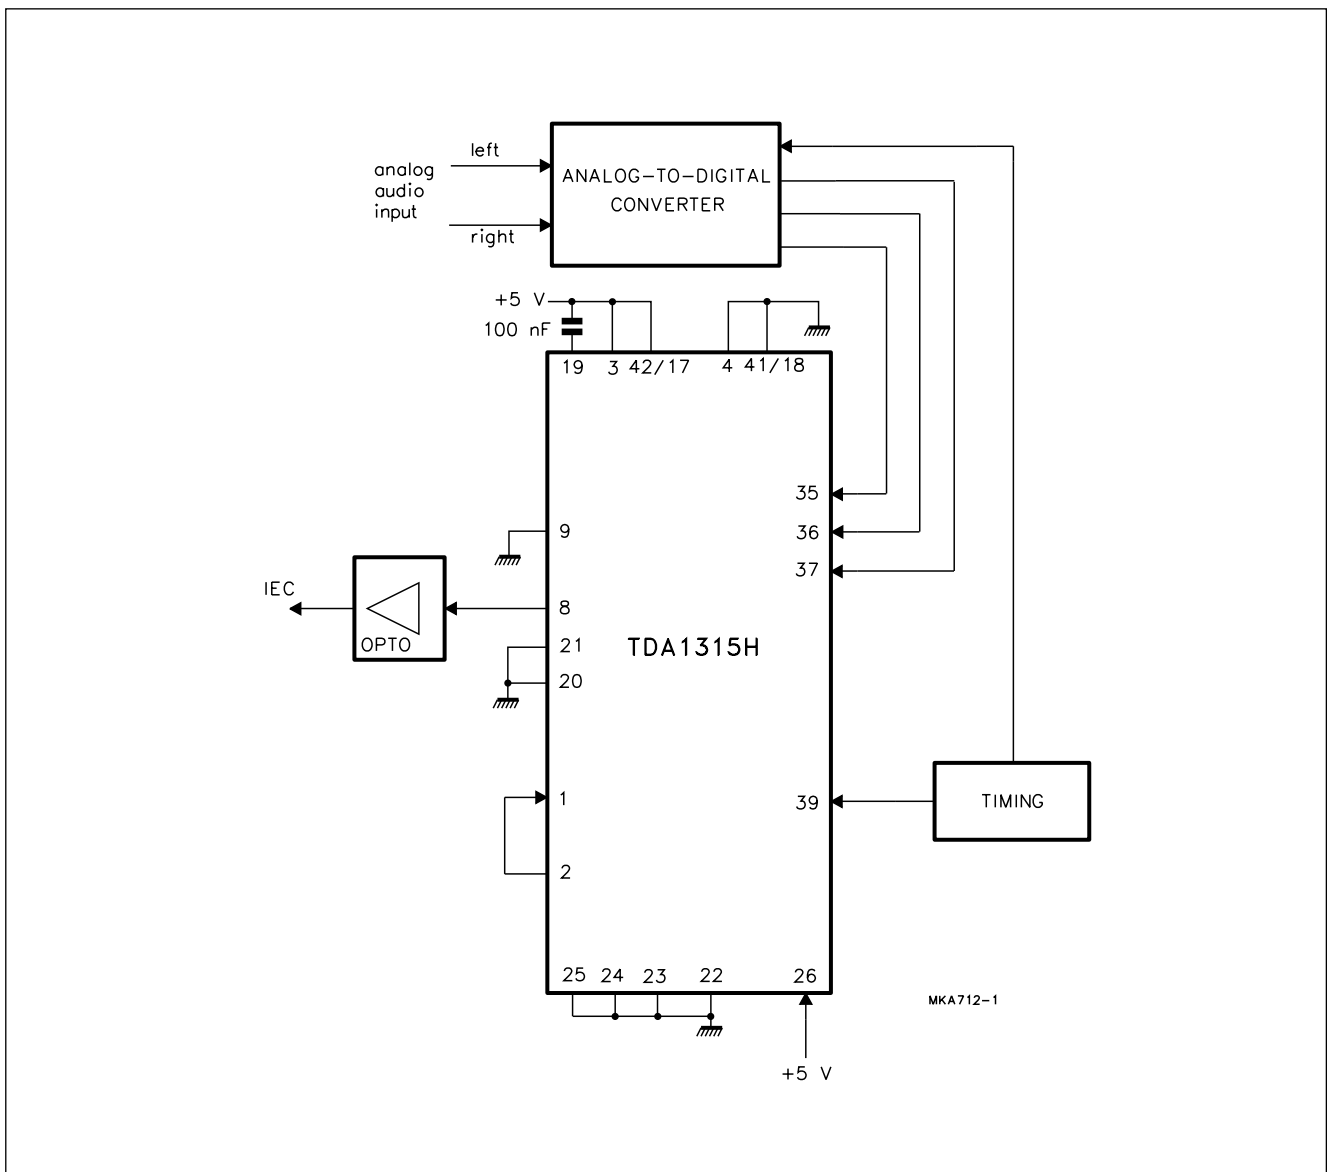 left
analog
audio
input
right
ANALOG-TO-DIGITAL
CONVERTER
+5 V
100 nF
19 3 42/17 4 41/18
35
9
36
37
IEC
8
OPTO
21
TDA1315H
20
1
39
TIMING
2
25 24 23 22 26
MKA712-1
+5 V